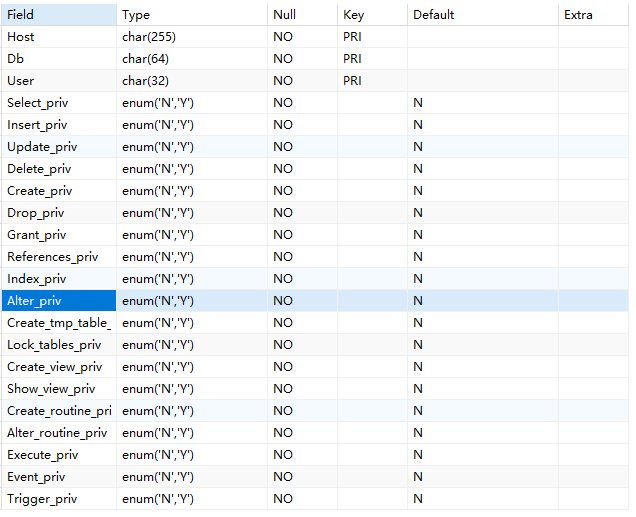 Field Type Null Key Default Extra
Host char(255) NO PRI
Db char(64) NO PRI
User char(32) NO PRI
Select_priv enum('N','Y') NO N
Insert_priv enum('N','Y') NO N
Update_priv enum('N','Y') NO N
Delete_priv enum('N','Y') NO N
Create_priv enum('N','Y') NO N
Drop_priv enum('N','Y') NO N
Grant_priv enum('N','Y') NO N
References_priv enum('N','Y') NO N
Index_priv enum('N','Y') NO N
Alter_priv enum('N','Y') NO N
Create_tmp_table_ enum('N','Y') NO N
Lock_tables_priv enum('N','Y') NO N
Create_view_priv enum('N','Y') NO N
Show_view_priv enum('N','Y') NO N
Create_routine_pri enum('N','Y') NO N
Alter_routine_priv enum('N','Y') NO N
Execute_priv enum('N','Y') NO N
Event_priv enum('N','Y') NO N
Trigger_priv enum('N','Y') NO N